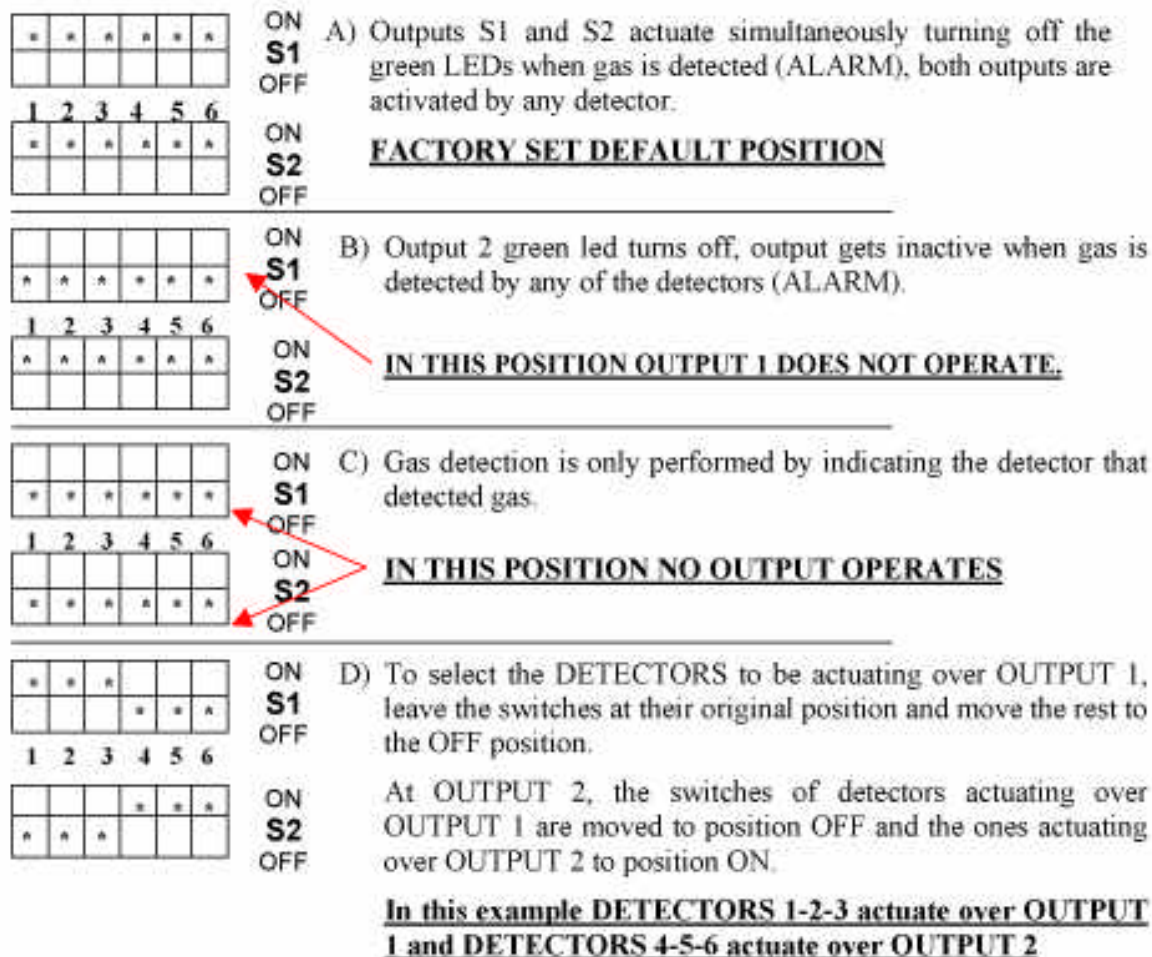 * * * * * *
ON
S1
OFF
1 2 3 4 5 6
* * * * * *
ON
S2
OFF
A) Outputs S1 and S2 actuate simultaneously turning off the
green LEDs when gas is detected (ALARM), both outputs are
activated by any detector.
FACTORY SET DEFAULT POSITION
ON
S1
* * * * * *
OFF
1 2 3 4 5 6
* * * * * *
ON
S2
OFF
B) Output 2 green led turns off, output gets inactive when gas is
detected by any of the detectors (ALARM).
IN THIS POSITION OUTPUT 1 DOES NOT OPERATE.
ON
S1
* * * * * *
OFF
1 2 3 4 5 6
ON
S2
* * * * * *
OFF
C) Gas detection is only performed by indicating the detector that
detected gas.
IN THIS POSITION NO OUTPUT OPERATES
* * *
ON
S1
* * *
OFF
1 2 3 4 5 6
* * *
ON
S2
* * *
OFF
D) To select the DETECTORS to be actuating over OUTPUT 1,
leave the switches at their original position and move the rest to
the OFF position.
At OUTPUT 2, the switches of detectors actuating over
OUTPUT 1 are moved to position OFF and the ones actuating
over OUTPUT 2 to position ON.
In this example DETECTORS 1-2-3 actuate over OUTPUT
1 and DETECTORS 4-5-6 actuate over OUTPUT 2